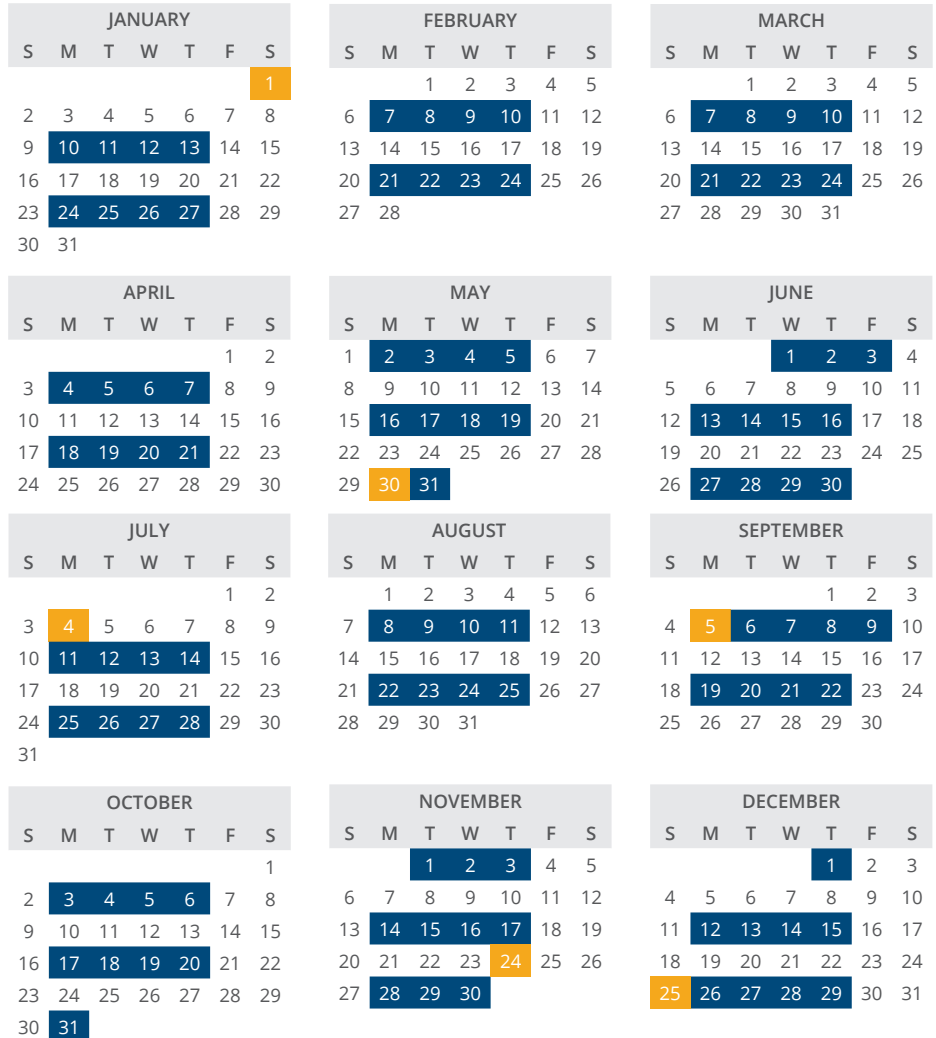 JANUARY
S M T W T F S
1
2 3 4 5 6 7 8
9 10 11 12 13 14 15
16 17 18 19 20 21 22
23 24 25 26 27 28 29
30 31
FEBRUARY
S M T W T F S
1 2 3 4 5
6 7 8 9 10 11 12
13 14 15 16 17 18 19
20 21 22 23 24 25 26
27 28
MARCH
S M T W T F S
1 2 3 4 5
6 7 8 9 10 11 12
13 14 15 16 17 18 19
20 21 22 23 24 25 26
27 28 29 30 31
APRIL
S M T W T F S
1 2
3 4 5 6 7 8 9
10 11 12 13 14 15 16
17 18 19 20 21 22 23
24 25 26 27 28 29 30
MAY
S M T W T F S
1 2 3 4 5 6 7
8 9 10 11 12 13 14
15 16 17 18 19 20 21
22 23 24 25 26 27 28
29 30 31
JUNE
S M T W T F S
1 2 3 4
5 6 7 8 9 10 11
12 13 14 15 16 17 18
19 20 21 22 23 24 25
26 27 28 29 30
JULY
S M T W T F S
1 2
3 4 5 6 7 8 9
10 11 12 13 14 15 16
17 18 19 20 21 22 23
24 25 26 27 28 29 30
31
AUGUST
S M T W T F S
1 2 3 4 5 6
7 8 9 10 11 12 13
14 15 16 17 18 19 20
21 22 23 24 25 26 27
28 29 30 31
SEPTEMBER
S M T W T F S
1 2 3
4 5 6 7 8 9 10
11 12 13 14 15 16 17
18 19 20 21 22 23 24
25 26 27 28 29 30
OCTOBER
S M T W T F S
1
2 3 4 5 6 7 8
9 10 11 12 13 14 15
16 17 18 19 20 21 22
23 24 25 26 27 28 29
30 31
NOVEMBER
S M T W T F S
1 2 3 4 5
6 7 8 9 10 11 12
13 14 15 16 17 18 19
20 21 22 23 24 25 26
27 28 29 30
DECEMBER
S M T W T F S
1 2 3
4 5 6 7 8 9 10
11 12 13 14 15 16 17
18 19 20 21 22 23 24
25 26 27 28 29 30 31